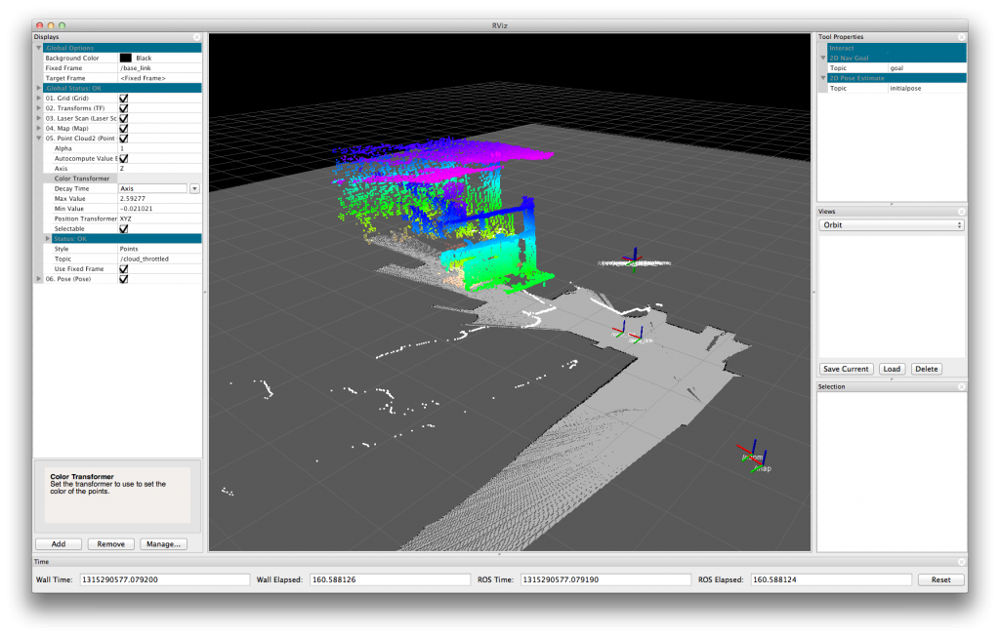 RViz
Displays
.Global Options
Background Color Black
Fixed Frame /base_link
Target Frame <Fixed Frame>
.Global Status: OK
01. Grid (Grid)
02. Transforms (TF)
03. Laser Scan (Laser Sc
04. Map (Map)
05. Point Cloud2 (Point
Alpha 1
Autocompute Value B
Axis Z
Color Transformer
Decay Time Axis
Max Value 2.59277
Min Value -0.021021
Position Transformer XYZ
Selectable
Status: OK
Style Points
Topic /cloud_throttled
Use Fixed Frame
06. Pose (Pose)
Color Transformer
Set the transformer to use to set the
color of the points.
Add Remove Manage...
/map
Tool Properties
Interact
2D Nav Goal
Topic goal
2D Pose Estimate
Topic initialpose
Views
Orbit
Save Current Load Delete
Selection
Time
Wall Time: 1315290577.079200 Wall Elapsed: 160.588126 ROS Time: 1315290577.079190 ROS Elapsed: 160.588124 Reset